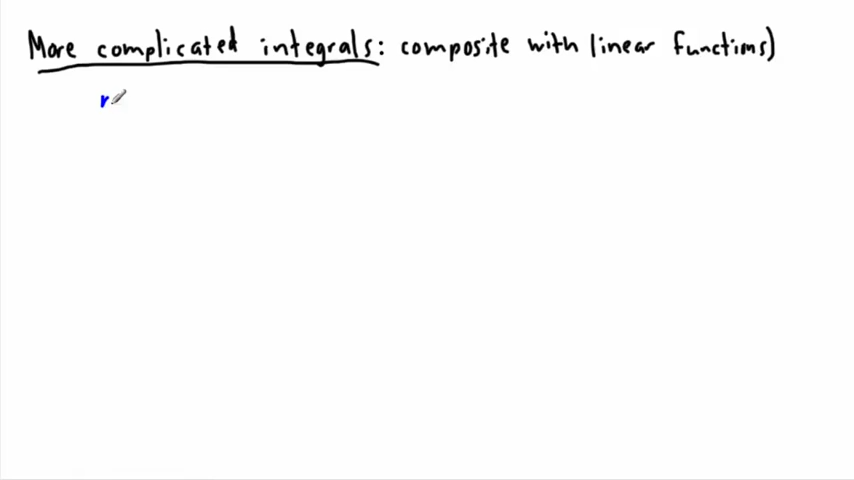 More complicated integrals: composite with linear functions)
r